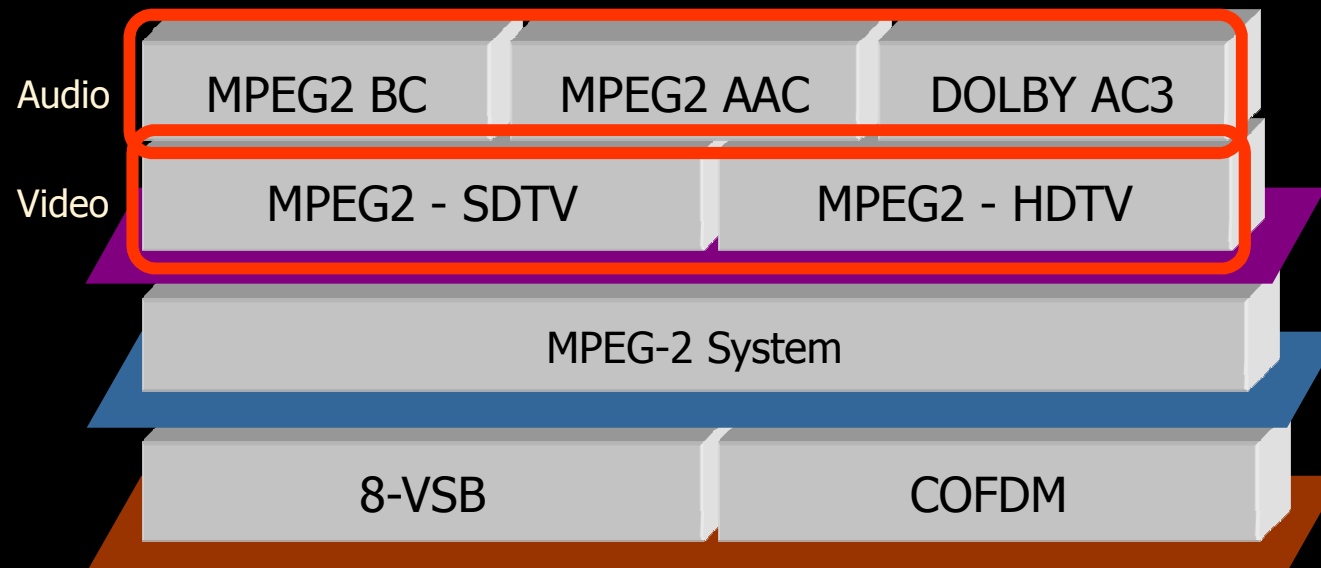 Audio MPEG2 BC MPEG2 AAC DOLBY AC3
Video MPEG2 - SDTV MPEG2 - HDTV
MPEG-2 System
8-VSB COFDM